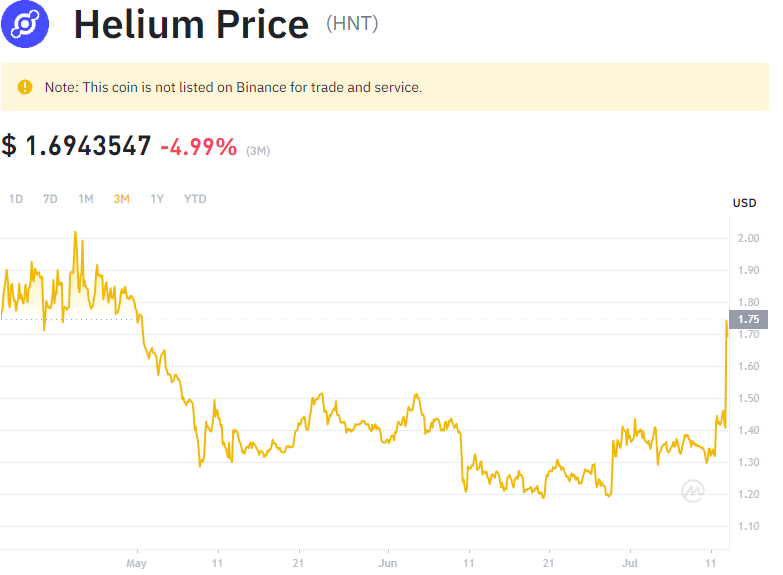 Helium Price (HNT)
Note: This coin is not listed on Binance for trade and service.
$ 1.6943547 -4.99% (3M)
1D 7D 1M 3M 1Y YTD
USD
2.00
1.90
1.80
1.75
1.70
1.60
1.50
1.40
1.30
1.20
1.10
May 11 21 Jun 11 21 Jul 11